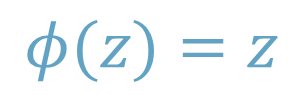 ϕ(z) = z